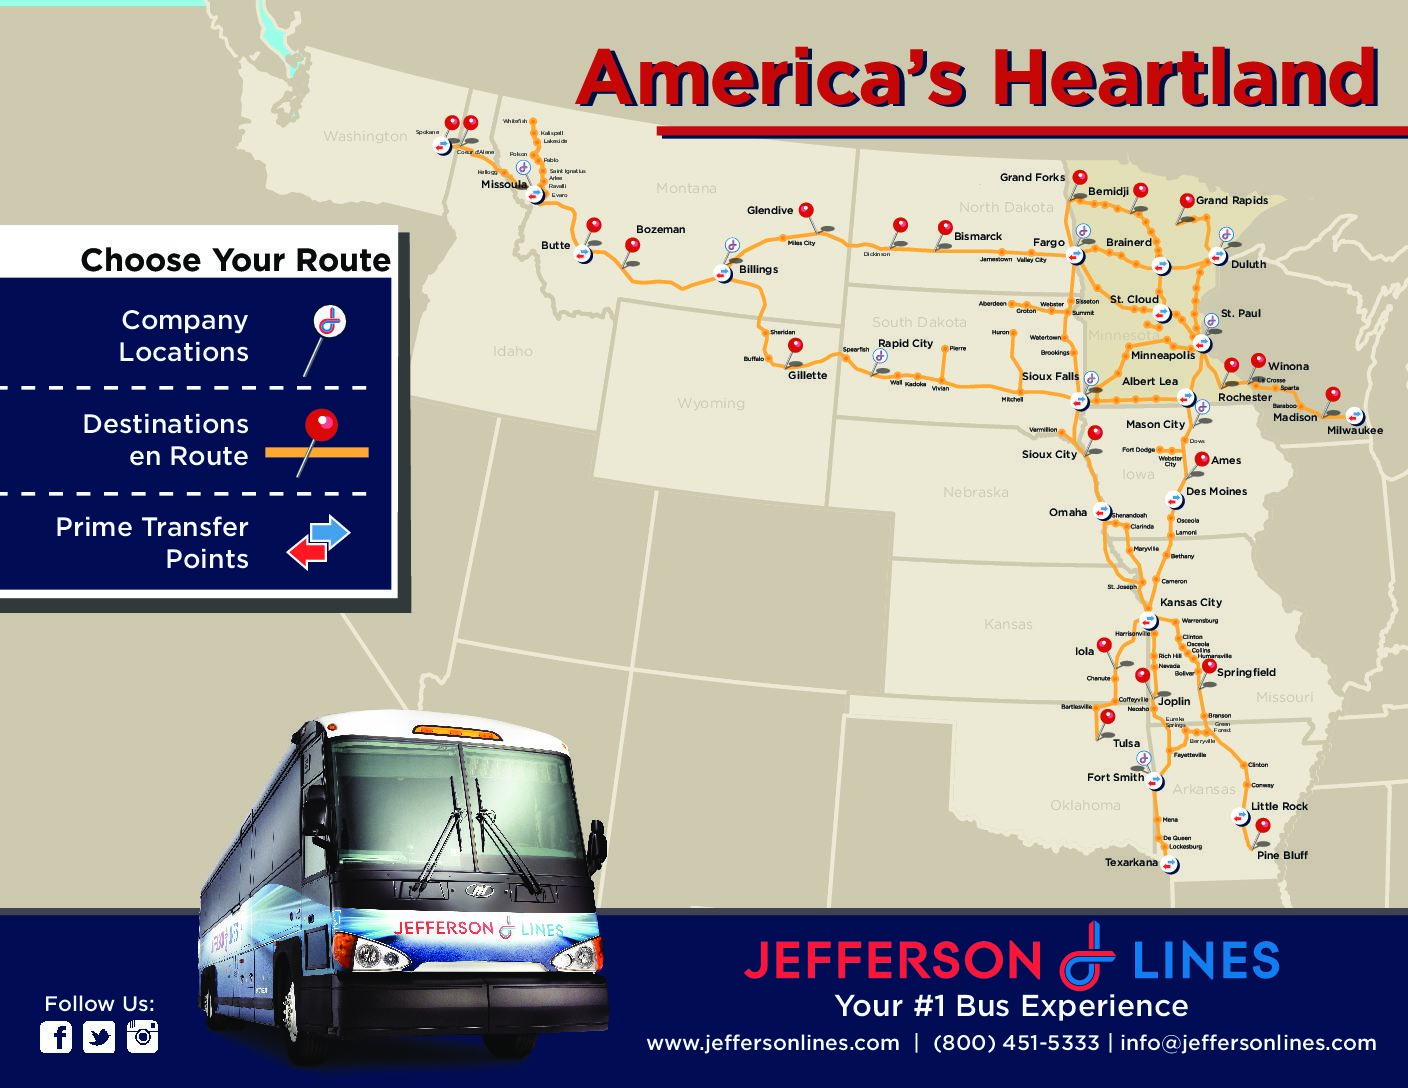 America's Heartland
Choose Your Route
Company
Locations
Destinations
en Route
Prime Transfer
Points
Washington
Spokane
Coeur d'Alene
Kellogg
Whitefish
Kalispell
Lakeside
Polson
Pablo
Saint Ignatius
Arlee
Ravalli
Evaro
Missoula
Montana
Butte
Bozeman
Billings
Glendive
Miles City
Idaho
Wyoming
Sheridan
Buffalo
Gillette
North Dakota
Dickinson
Bismarck
Jamestown
Valley City
Grand Forks
Fargo
Bemidji
Grand Rapids
Brainerd
Duluth
St. Cloud
St. Paul
Minnesota
Minneapolis
Albert Lea
Rochester
Winona
La Crosse
Sparta
Baraboo
Madison
Milwaukee
South Dakota
Aberdeen
Groton
Webster
Sisseton
Summit
Huron
Watertown
Brookings
Spearfish
Rapid City
Wall
Kadoka
Pierre
Vivian
Mitchell
Sioux Falls
Vermillion
Sioux City
Nebraska
Omaha
Iowa
Mason City
Dows
Fort Dodge
Webster
City
Ames
Des Moines
Osceola
Lamoni
Shenandoah
Clarinda
Maryville
Bethany
St. Joseph
Cameron
Kansas City
Kansas
Missouri
Harrisonville
Warrensburg
Clinton
Osceola
Collins
Humansville
Bolivar
Springfield
Rich Hill
Nevada
Iola
Chanute
Coffeyville
Bartlesville
Neosho
Joplin
Tulsa
Branson
Eureka
Springs
Green
Forest
Berryville
Fayetteville
Fort Smith
Oklahoma
Arkansas
Clinton
Conway
Little Rock
Pine Bluff
Mena
De Queen
Lockesburg
Texarkana
JEFFERSON LINES
JEFFERSON LINES
Your #1 Bus Experience
www.jeffersonlines.com | (800) 451-5333 | info@jeffersonlines.com
Follow Us: